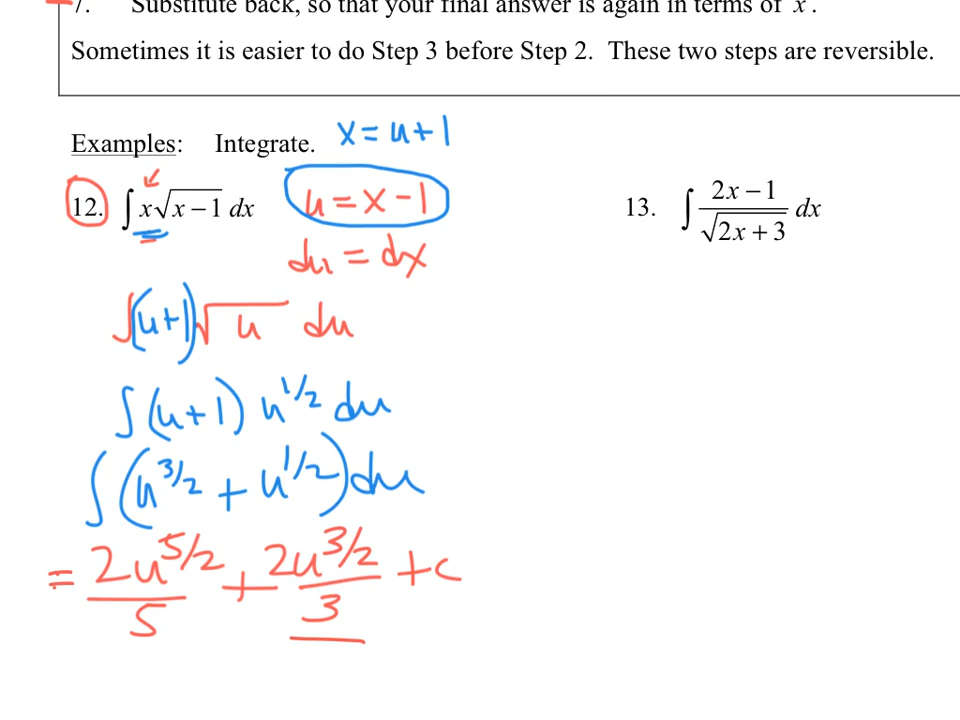 7. Substitute back, so that your final answer is again in terms of x.
Sometimes it is easier to do Step 3 before Step 2. These two steps are reversible.
Examples: Integrate. x = u + 1
12. ∫ x√(x − 1) dx u = x − 1
13. ∫ (2x − 1)/√(2x + 3) dx
du = dx
∫(u+1)√u du
∫(u+1) u^(1/2) du
∫(u^(3/2) + u^(1/2)) du
= 2u^(5/2)/5 + 2u^(3/2)/3 + c